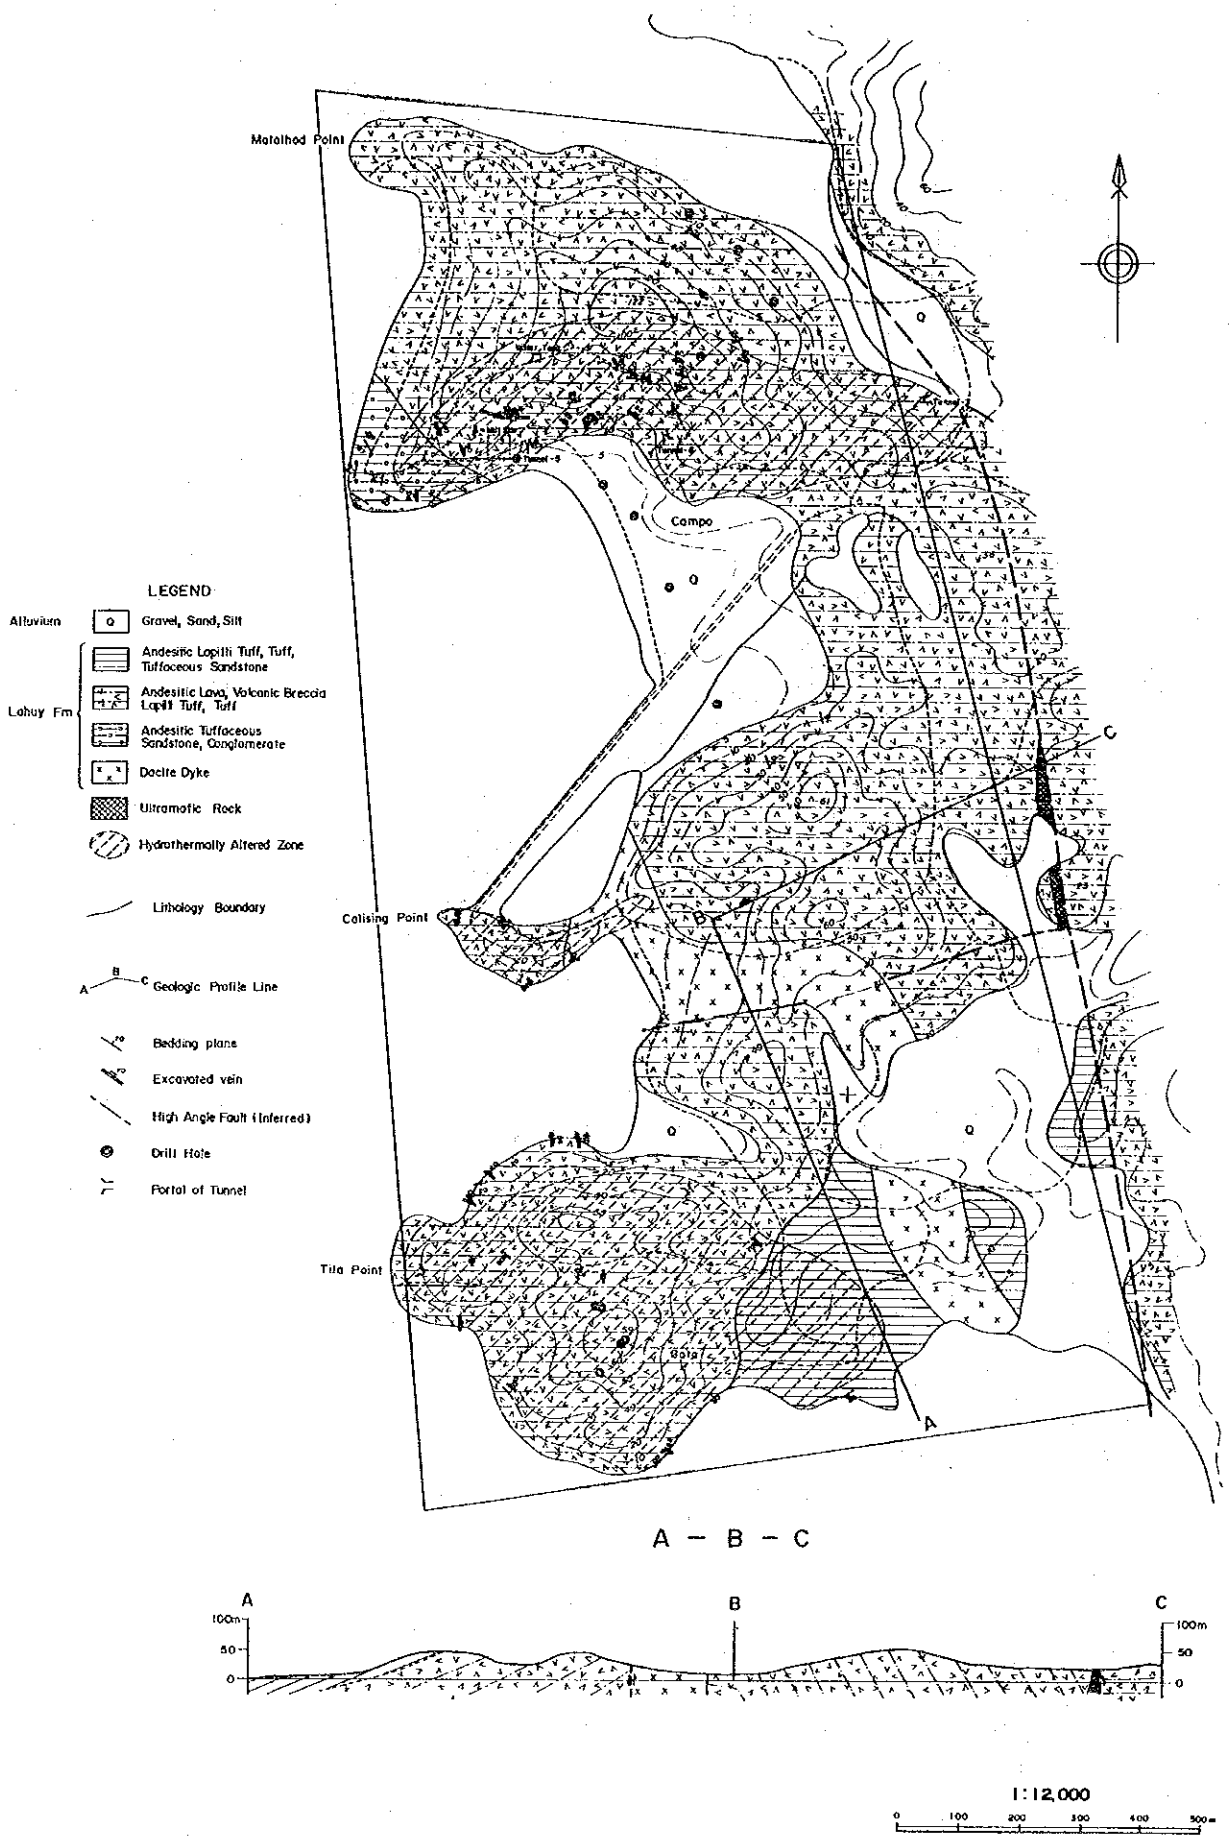 Matalhod Point
Q
Campo
Q
LEGEND
Alluvium
Q
Gravel, Sand, Silt
Lahuy Fm
Andesitic Lapilli Tuff, Tuff,
Tuffaceous Sandstone
Andesitic Lava, Volcanic Breccia
Lapilli Tuff, Tuff
Andesitic Tuffaceous
Sandstone, Conglomerate
Dacite Dyke
Ultramafic Rock
Hydrothermally Altered Zone
Lithology Boundary
A B C Geologic Profile Line
Bedding plane
Excavated vein
High Angle Fault (Inferred)
Drill Hole
Portal of Tunnel
C
Calising Point
B
Q
Q
Tila Point
A
A – B – C
A B C
100m 100m
50 50
0 0
1:12,000
0 100 200 300 400 500m